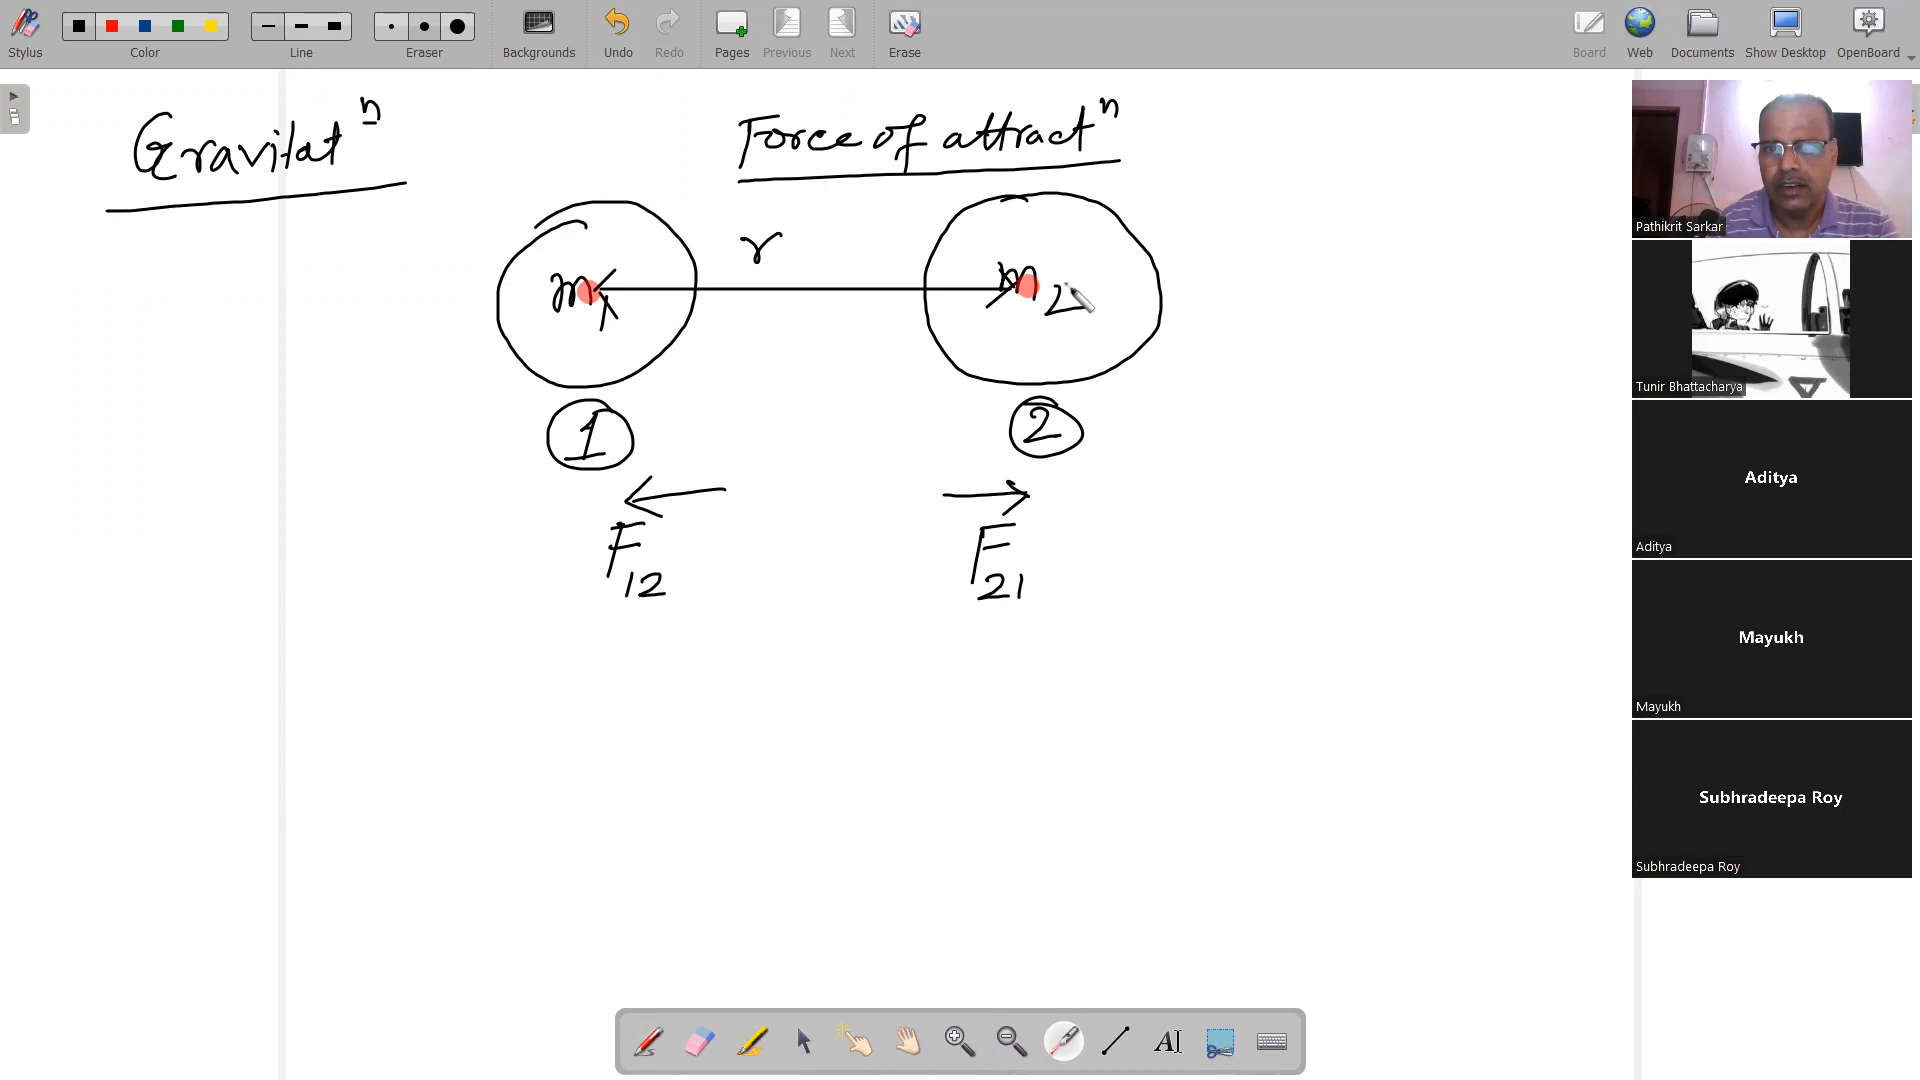 Stylus
Color
Line
Eraser
Backgrounds
Undo
Redo
Pages
Previous
Next
Erase
Board
Web
Documents
Show Desktop
OpenBoard
Gravitatⁿ
Force of attractⁿ
r
m₁
m₂
1
2
F₁₂
F₂₁
Pathikrit Sarkar
Tunir Bhattacharya
Aditya
Aditya
Mayukh
Mayukh
Subhradeepa Roy
Subhradeepa Roy